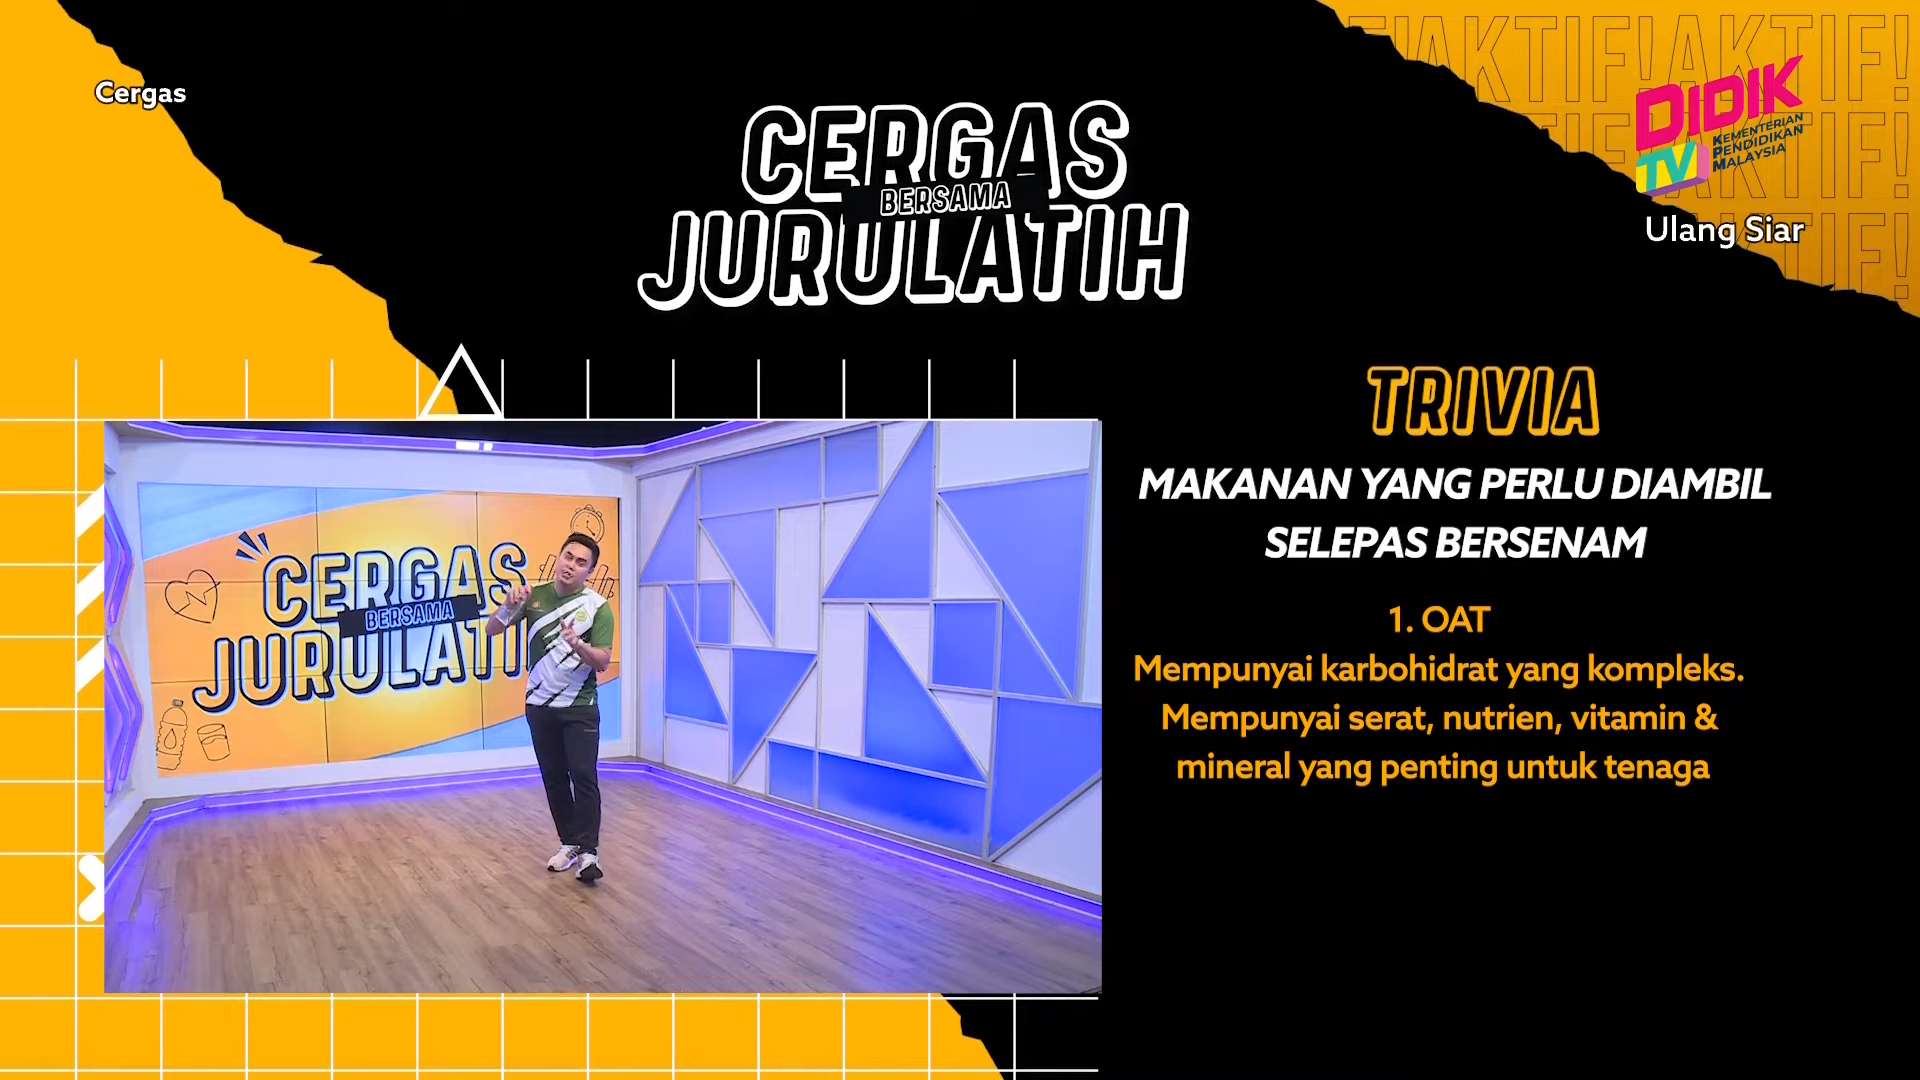 AKTIF!AKTIF!
Cergas
DIDIK
TV
KEMENTERIAN
PENDIDIKAN
MALAYSIA
Ulang Siar
CERGAS
BERSAMA
JURULATIH
TRIVIA
MAKANAN YANG PERLU DIAMBIL
SELEPAS BERSENAM
1. OAT
Mempunyai karbohidrat yang kompleks.
Mempunyai serat, nutrien, vitamin &
mineral yang penting untuk tenaga
CERGAS
BERSAMA
JURULATI